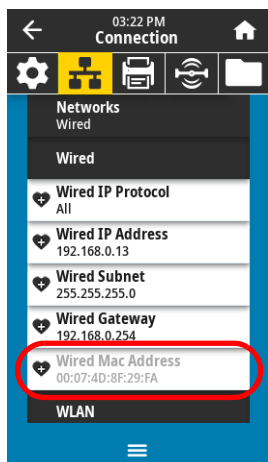 03:22 PM
Connection
Networks
Wired
Wired
Wired IP Protocol
All
Wired IP Address
192.168.0.13
Wired Subnet
255.255.255.0
Wired Gateway
192.168.0.254
Wired Mac Address
00:07:4D:8F:29:FA
WLAN